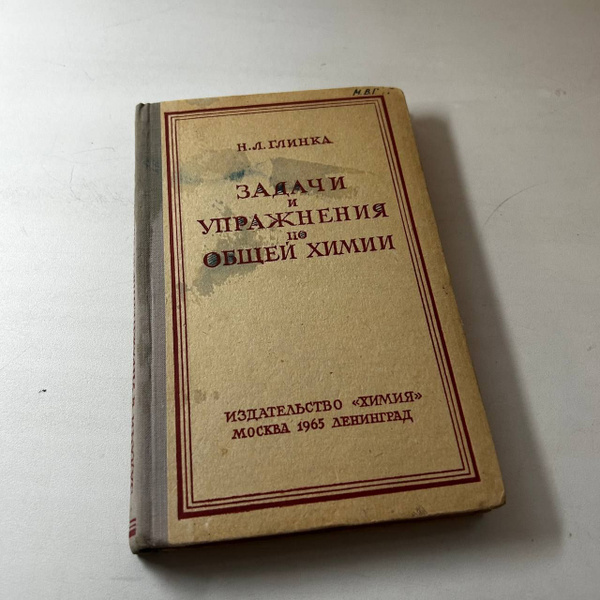 М.В.Г.
Н. Л. ГЛИНКА
ЗАДАЧИ
и
УПРАЖНЕНИЯ
по
ОБЩЕЙ ХИМИИ
ИЗДАТЕЛЬСТВО «ХИМИЯ»
МОСКВА 1965 ЛЕНИНГРАД